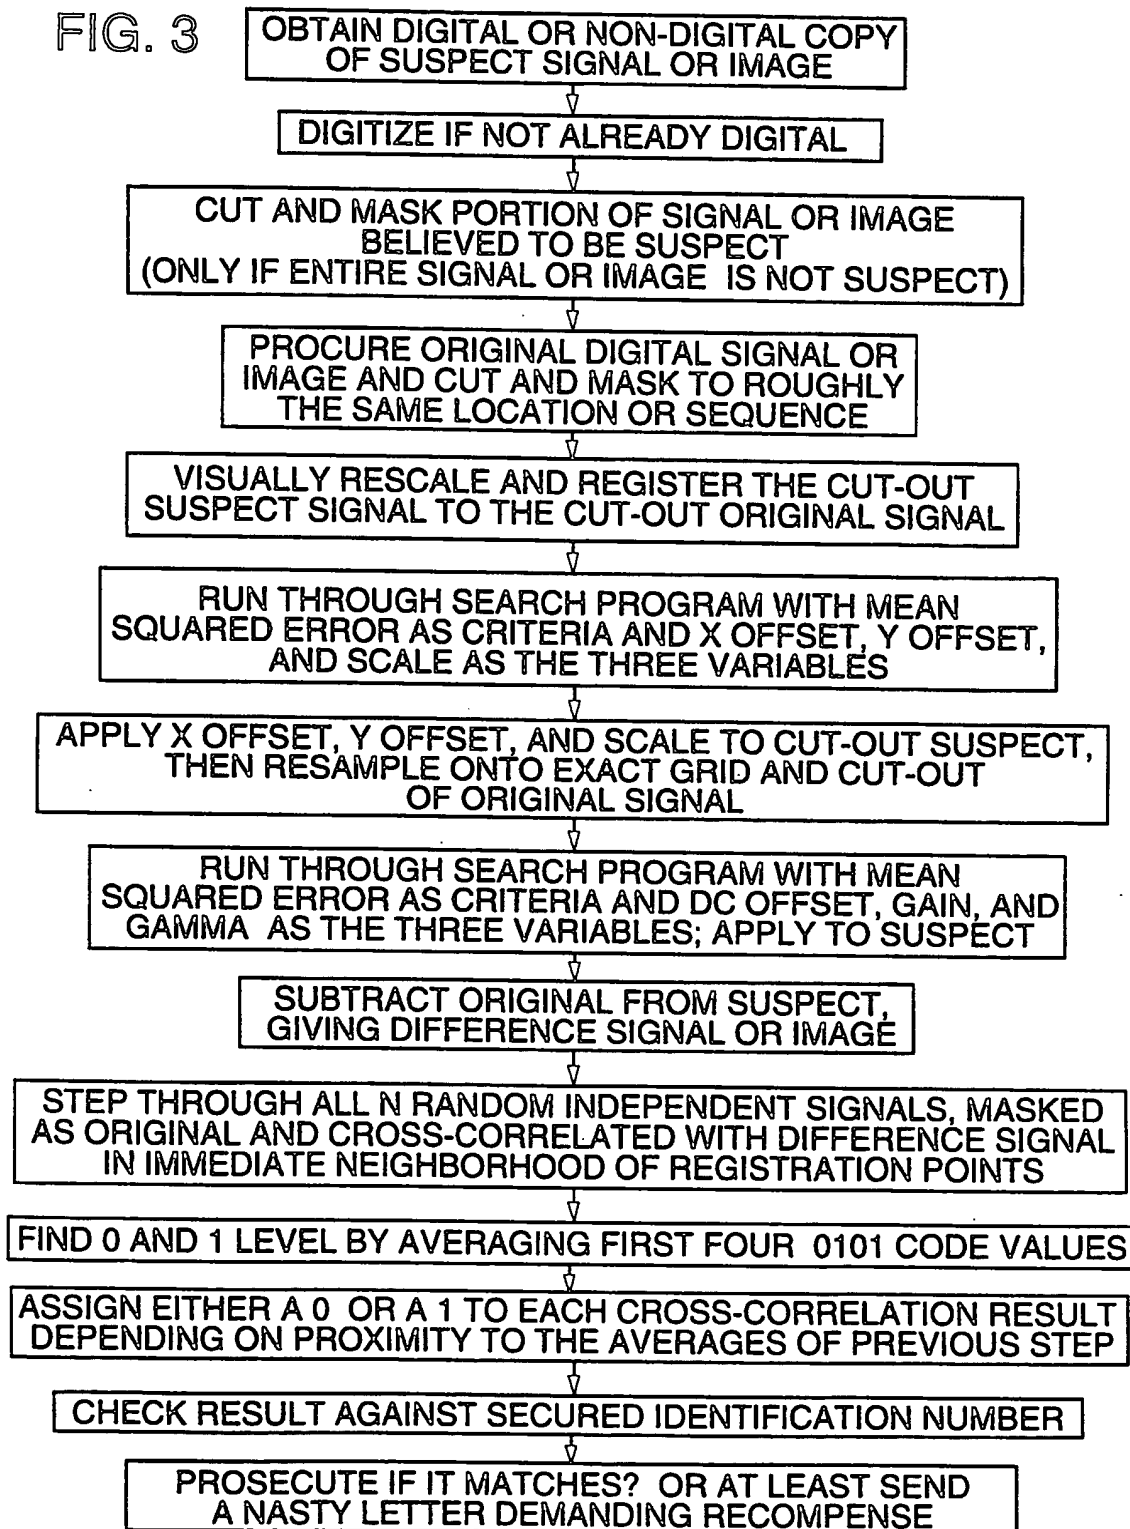 FIG. 3
OBTAIN DIGITAL OR NON-DIGITAL COPY
OF SUSPECT SIGNAL OR IMAGE
DIGITIZE IF NOT ALREADY DIGITAL
CUT AND MASK PORTION OF SIGNAL OR IMAGE
BELIEVED TO BE SUSPECT
(ONLY IF ENTIRE SIGNAL OR IMAGE IS NOT SUSPECT)
PROCURE ORIGINAL DIGITAL SIGNAL OR
IMAGE AND CUT AND MASK TO ROUGHLY
THE SAME LOCATION OR SEQUENCE
VISUALLY RESCALE AND REGISTER THE CUT-OUT
SUSPECT SIGNAL TO THE CUT-OUT ORIGINAL SIGNAL
RUN THROUGH SEARCH PROGRAM WITH MEAN
SQUARED ERROR AS CRITERIA AND X OFFSET, Y OFFSET,
AND SCALE AS THE THREE VARIABLES
APPLY X OFFSET, Y OFFSET, AND SCALE TO CUT-OUT SUSPECT,
THEN RESAMPLE ONTO EXACT GRID AND CUT-OUT
OF ORIGINAL SIGNAL
RUN THROUGH SEARCH PROGRAM WITH MEAN
SQUARED ERROR AS CRITERIA AND DC OFFSET, GAIN, AND
GAMMA AS THE THREE VARIABLES; APPLY TO SUSPECT
SUBTRACT ORIGINAL FROM SUSPECT,
GIVING DIFFERENCE SIGNAL OR IMAGE
STEP THROUGH ALL N RANDOM INDEPENDENT SIGNALS, MASKED
AS ORIGINAL AND CROSS-CORRELATED WITH DIFFERENCE SIGNAL
IN IMMEDIATE NEIGHBORHOOD OF REGISTRATION POINTS
FIND 0 AND 1 LEVEL BY AVERAGING FIRST FOUR 0101 CODE VALUES
ASSIGN EITHER A 0 OR A 1 TO EACH CROSS-CORRELATION RESULT
DEPENDING ON PROXIMITY TO THE AVERAGES OF PREVIOUS STEP
CHECK RESULT AGAINST SECURED IDENTIFICATION NUMBER
PROSECUTE IF IT MATCHES? OR AT LEAST SEND
A NASTY LETTER DEMANDING RECOMPENSE